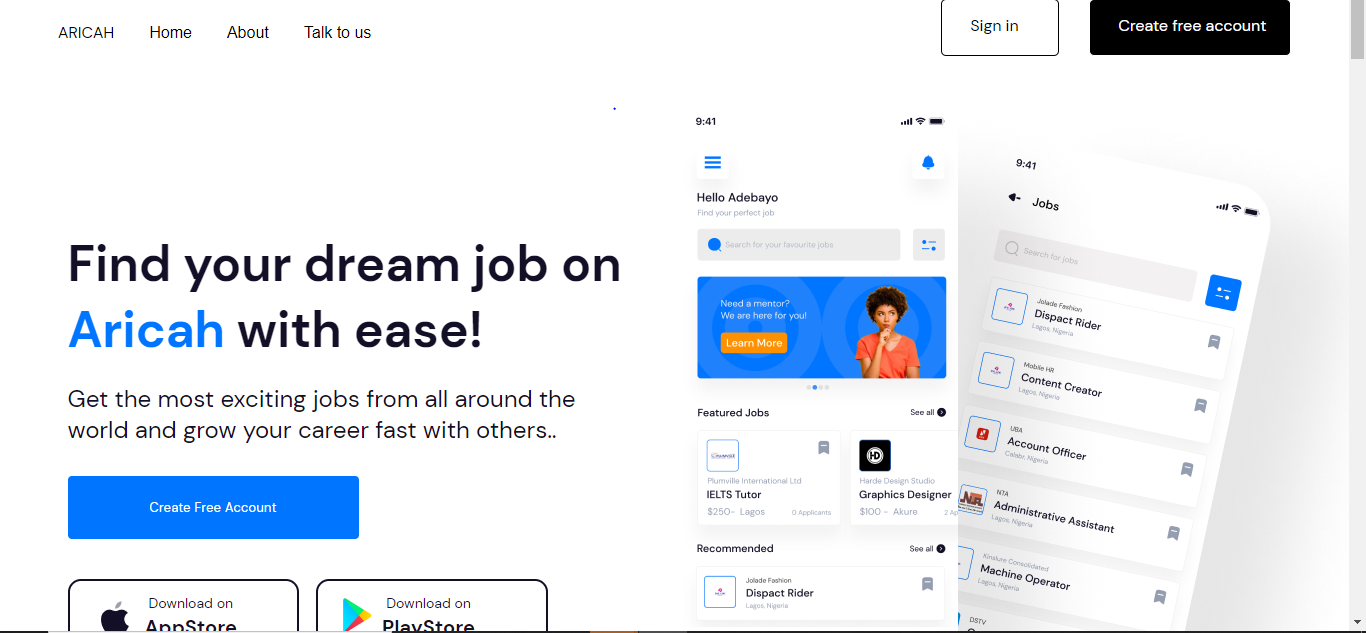 ARICAH Home About Talk to us Sign in Create free account
Find your dream job on
Aricah with ease!
Get the most exciting jobs from all around the
world and grow your career fast with others..
Create Free Account
Download on
AppStore
Download on
PlayStore
9:41
Hello Adebayo
Find your perfect job
Search for your favourite jobs
Need a mentor?
We are here for you!
Learn More
Featured Jobs See all
Plumville International Ltd
IELTS Tutor
$250- Lagos 0 Applicants
HD
Harde Design Studio
Graphics Designer
$100 - Akure 2 Ap
Recommended See all
Jolade Fashion
Dispact Rider
Lagos, Nigeria
9:41
Jobs
Search for jobs
Jolade Fashion
Dispact Rider
Lagos, Nigeria
Mobile HR
Content Creator
Lagos, Nigeria
UBA
Account Officer
Calabr, Nigeria
NTA
Administrative Assistant
Lagos, Nigeria
Kinslure Consolidated
Machine Operator
Lagos, Nigeria
DSTV